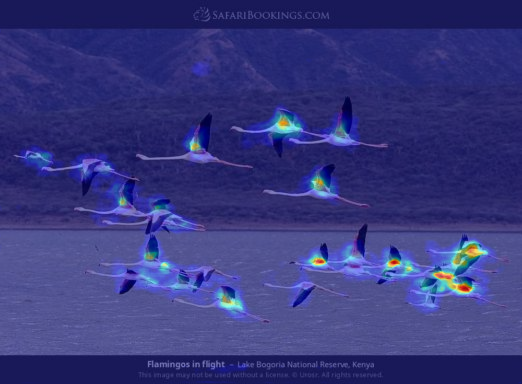 SafariBookings.com
Flamingos in flight – Lake Bogoria National Reserve, Kenya
This image may not be used without a license. © Unosr. All rights reserved.